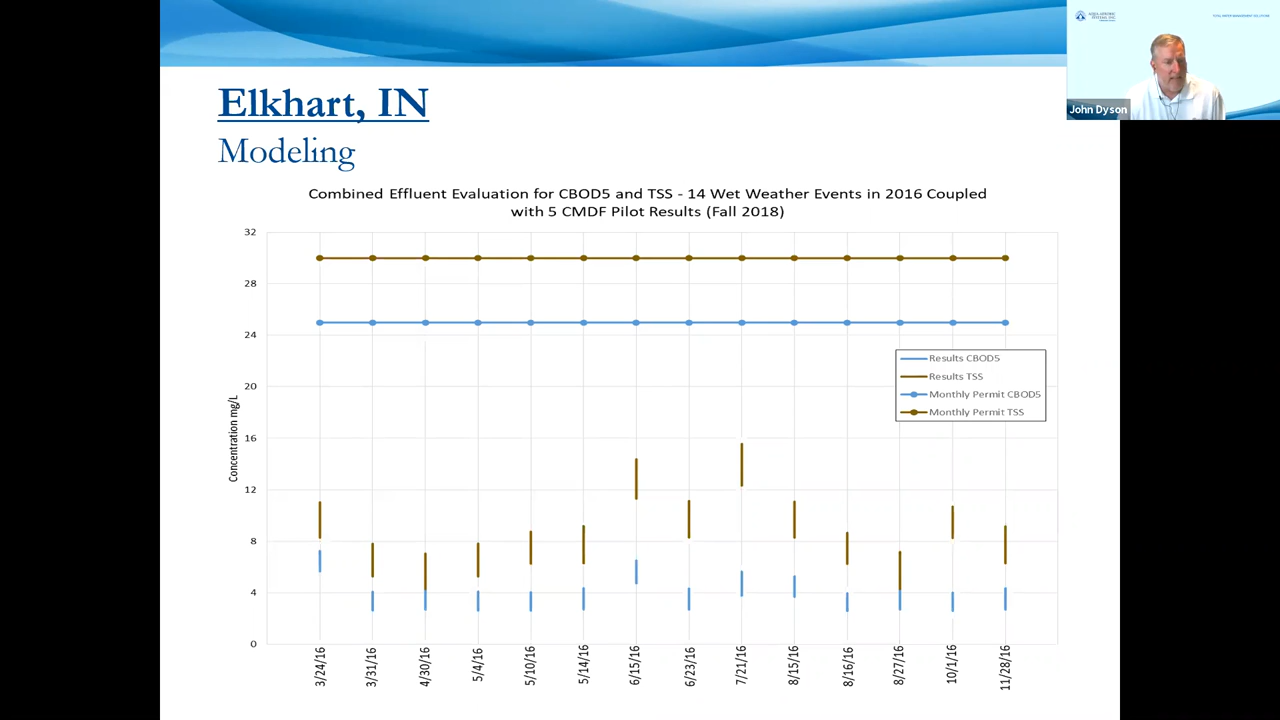 AQUA-AEROBIC
SYSTEMS, INC.
John Dyson
Elkhart, IN
Modeling
Combined Effluent Evaluation for CBOD5 and TSS - 14 Wet Weather Events in 2016 Coupled
with 5 CMDF Pilot Results (Fall 2018)
Concentration mg/L
32
28
24
20
16
12
8
4
0
Results CBOD5
Results TSS
Monthly Permit CBOD5
Monthly Permit TSS
3/24/16
3/31/16
4/30/16
5/4/16
5/10/16
5/14/16
6/15/16
6/23/16
7/21/16
8/15/16
8/16/16
8/27/16
10/1/16
11/28/16